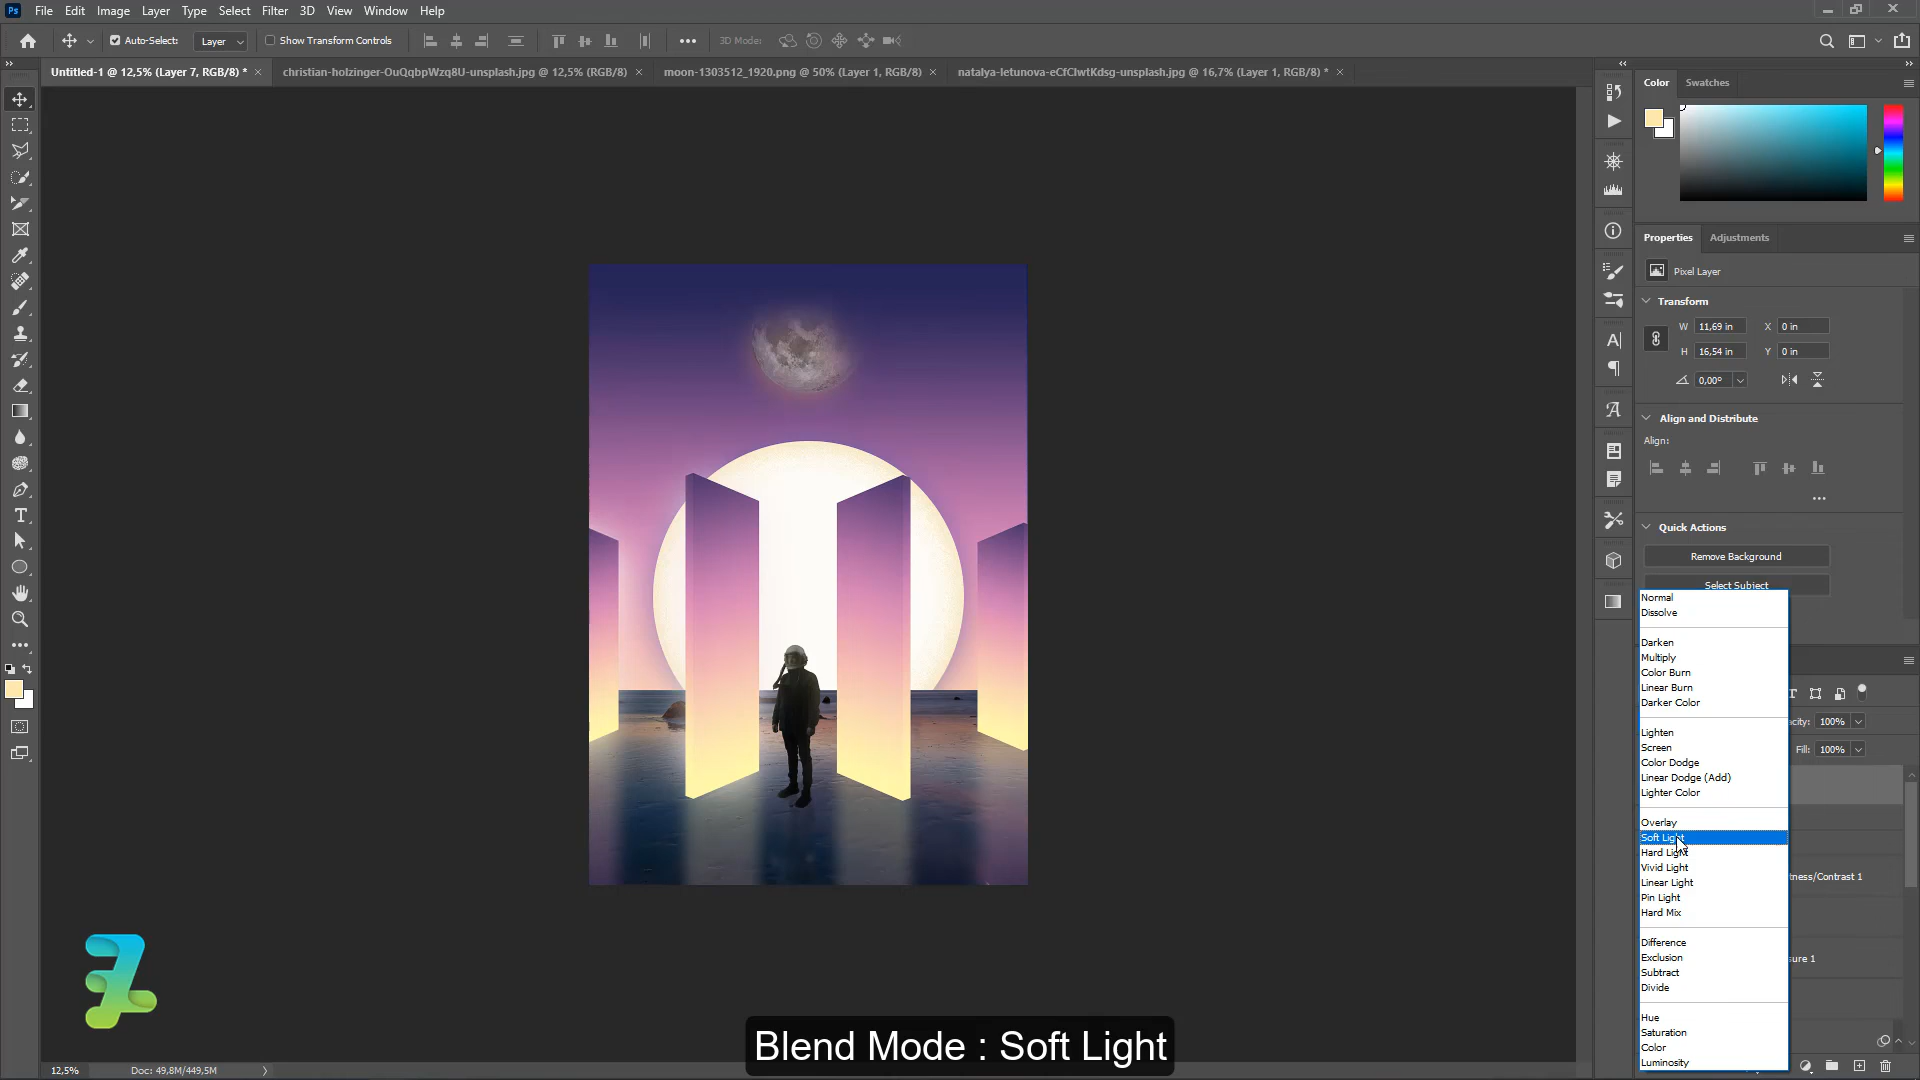 Ps File Edit Image Layer Type Select Filter 3D View Window Help
Auto-Select: Layer Show Transform Controls 3D Mode:
Untitled-1 @ 12,5% (Layer 7, RGB/8) * christian-holzinger-OuQqbpWzq8U-unsplash.jpg @ 12,5% (RGB/8) moon-1303512_1920.png @ 50% (Layer 1, RGB/8) natalya-letunova-eCfClwtKdsg-unsplash.jpg @ 16,7% (Layer 1, RGB/8) *
Color Swatches
Properties Adjustments
Pixel Layer
Transform
W 11,69 in X 0 in
H 16,54 in Y 0 in
0,00°
Align and Distribute
Align:
Quick Actions
Remove Background
Select Subject
Normal
Dissolve
Darken
Multiply
Color Burn
Linear Burn
Darker Color
Lighten
Screen
Color Dodge
Linear Dodge (Add)
Lighter Color
Overlay
Soft Light
Hard Light
Vivid Light
Linear Light
Pin Light
Hard Mix
Difference
Exclusion
Subtract
Divide
Hue
Saturation
Color
Luminosity
100%
Fill: 100%
12,5% Doc: 49,8M/449,5M
Blend Mode : Soft Light